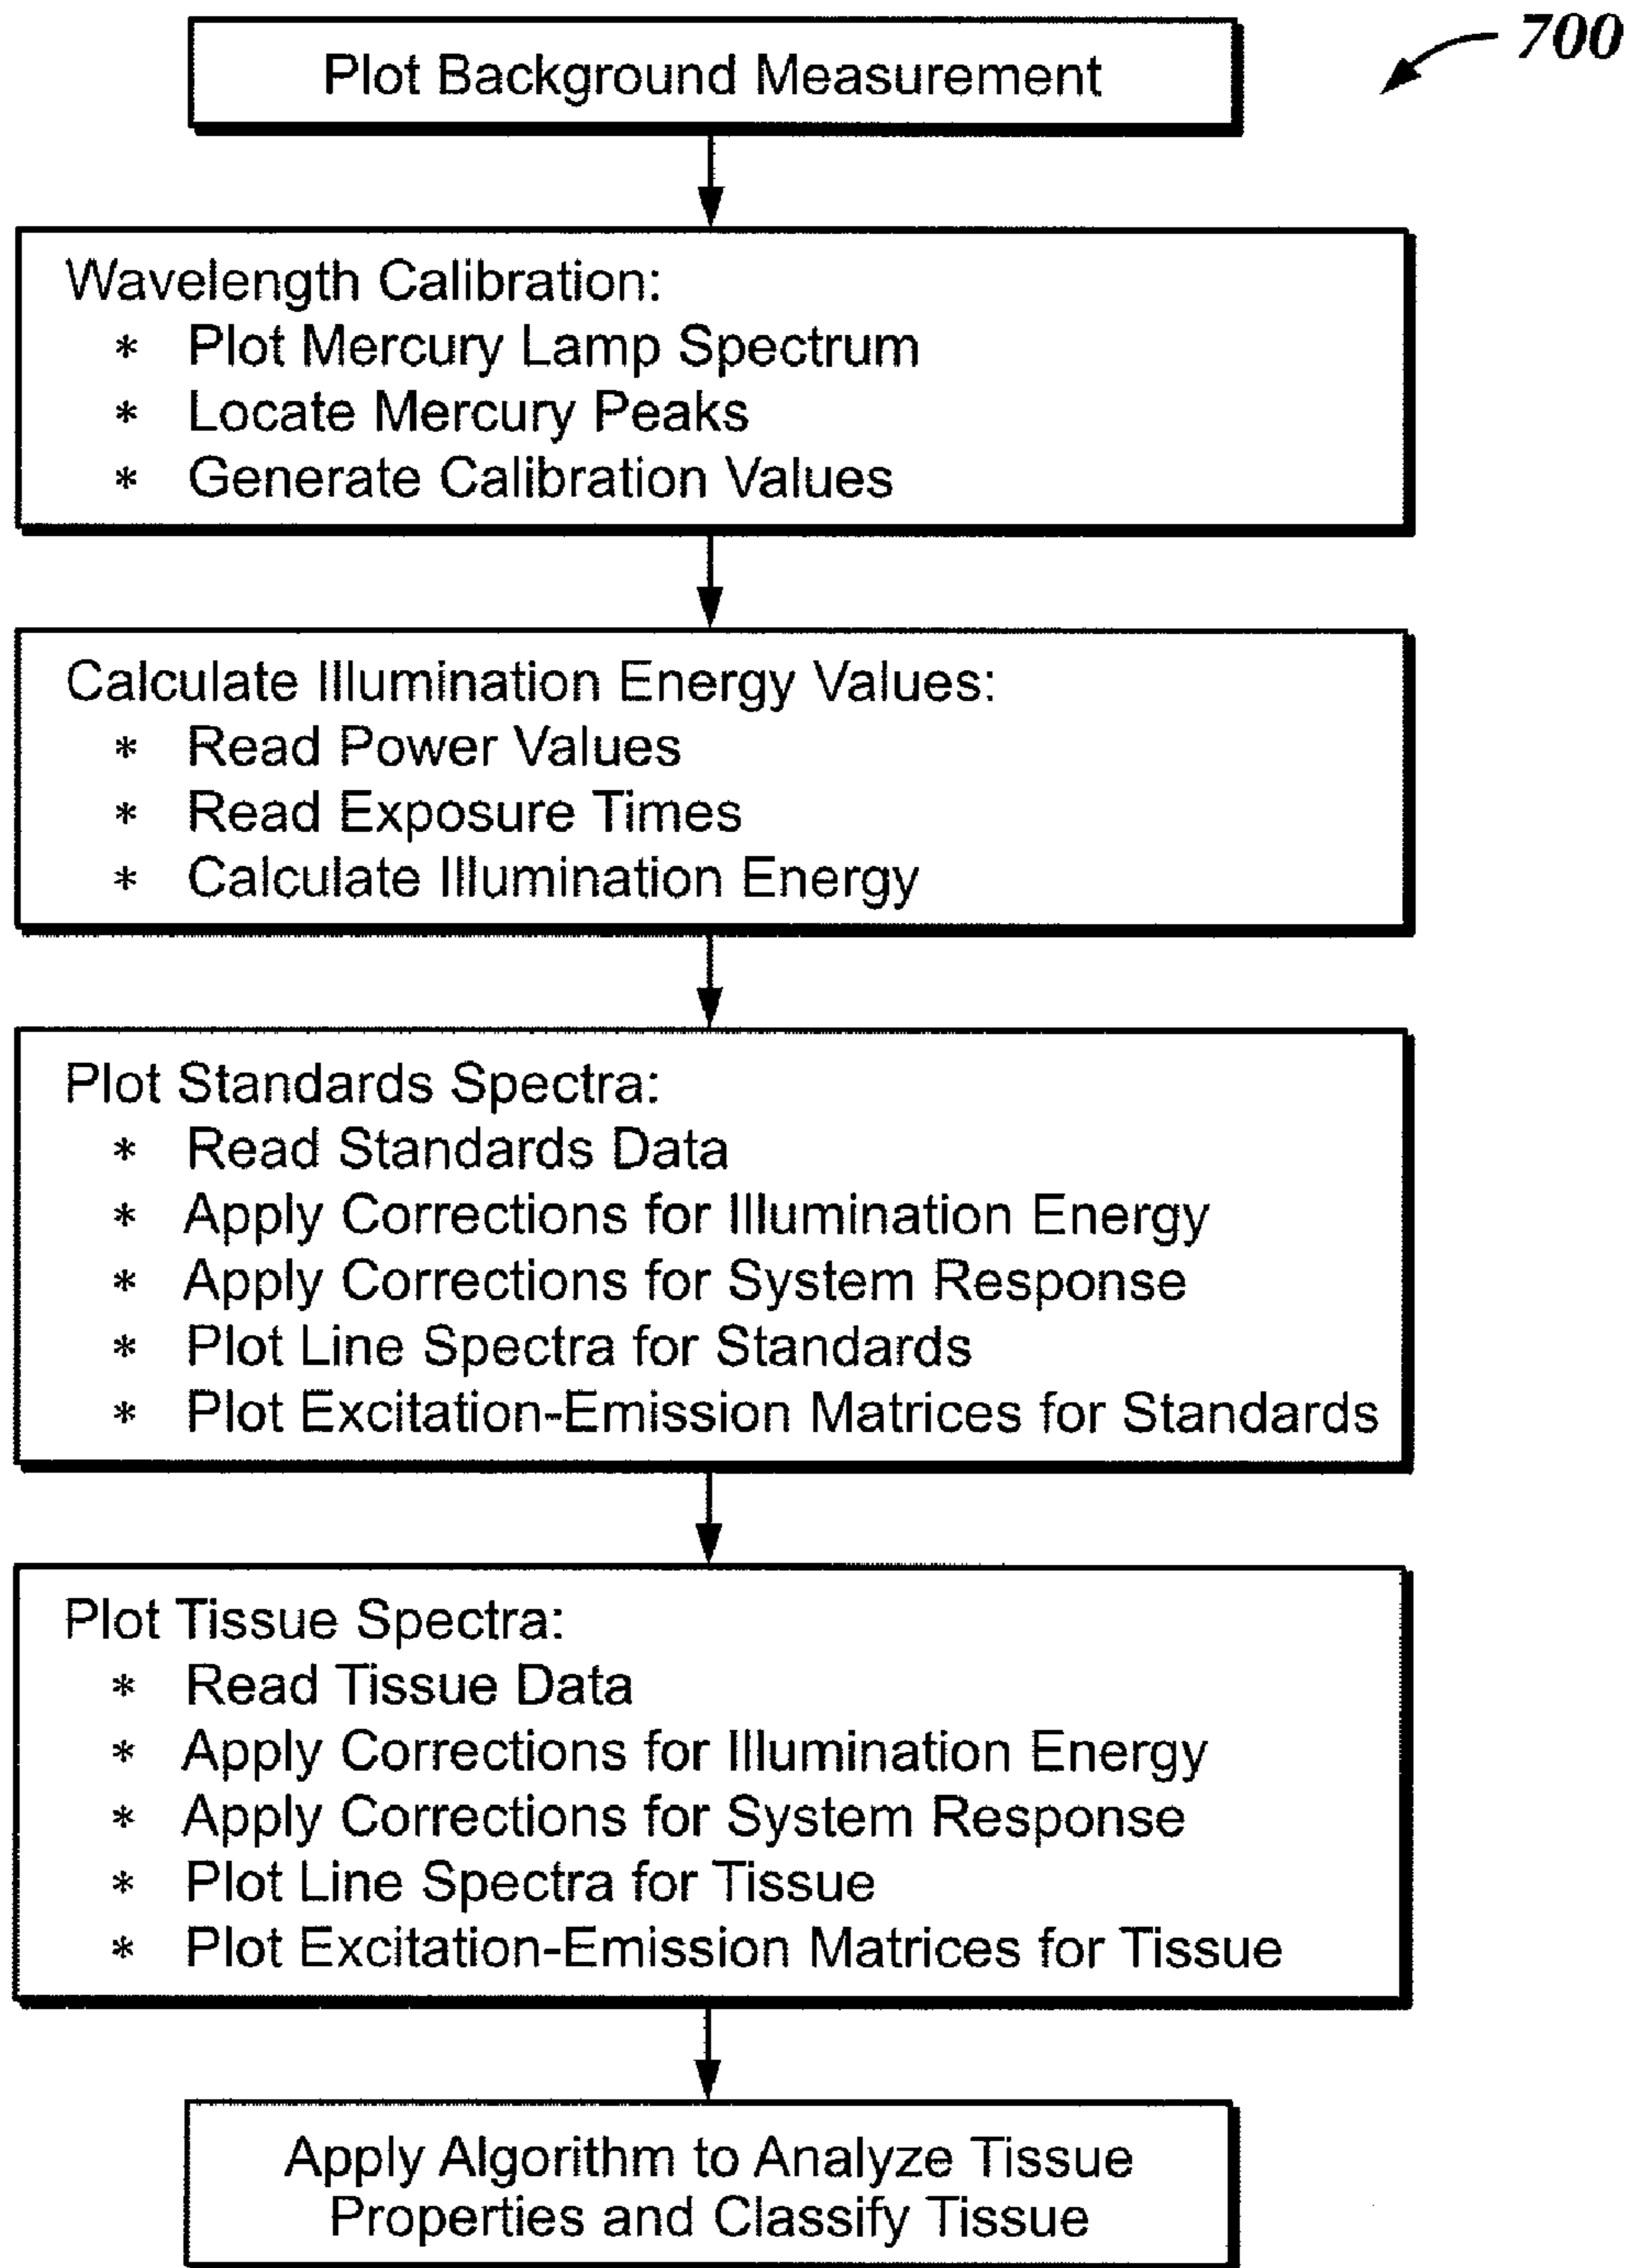 700
Plot Background Measurement
Wavelength Calibration:
* Plot Mercury Lamp Spectrum
* Locate Mercury Peaks
* Generate Calibration Values
Calculate Illumination Energy Values:
* Read Power Values
* Read Exposure Times
* Calculate Illumination Energy
Plot Standards Spectra:
* Read Standards Data
* Apply Corrections for Illumination Energy
* Apply Corrections for System Response
* Plot Line Spectra for Standards
* Plot Excitation-Emission Matrices for Standards
Plot Tissue Spectra:
* Read Tissue Data
* Apply Corrections for Illumination Energy
* Apply Corrections for System Response
* Plot Line Spectra for Tissue
* Plot Excitation-Emission Matrices for Tissue
Apply Algorithm to Analyze Tissue
Properties and Classify Tissue